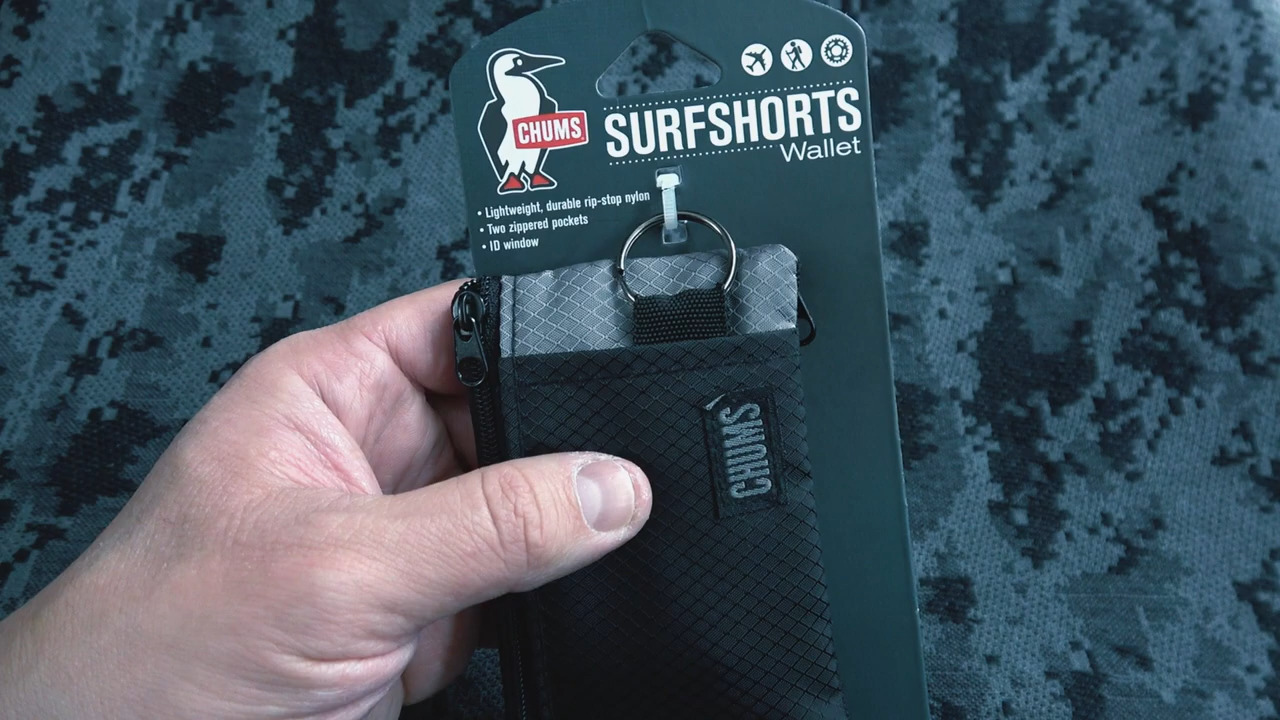 CHUMS
SURFSHORTS
Wallet
• Lightweight, durable rip-stop nylon
• Two zippered pockets
• ID window
CHUMS